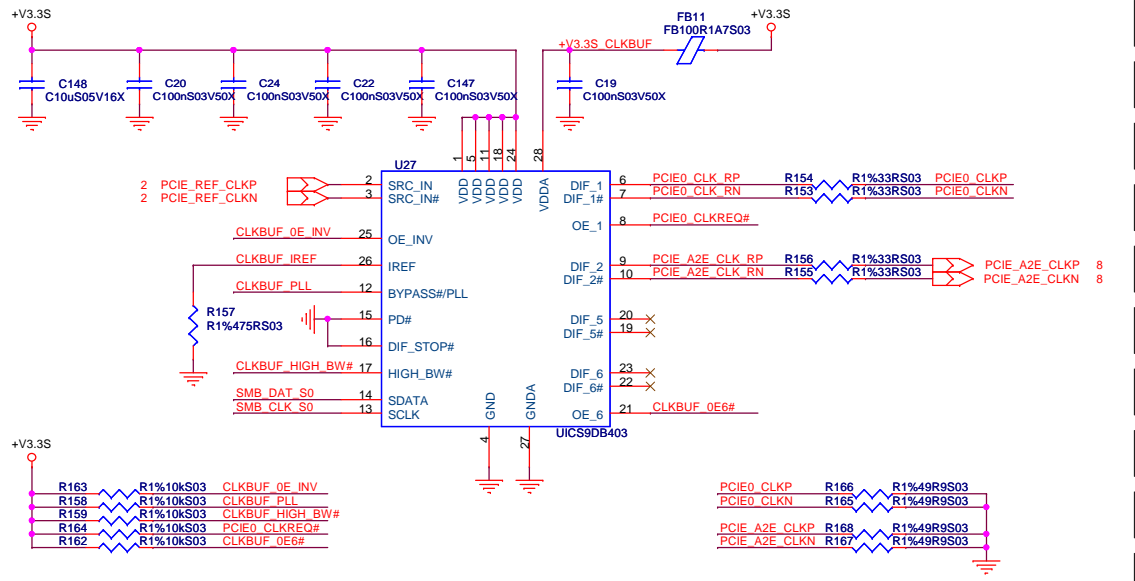 +V3.3S
FB11
+V3.3S
FB100R1A7S03
+V3.3S_CLKBUF
C148
C10uS05V16X
C20
C100nS03V50X
C24
C100nS03V50X
C22
C100nS03V50X
C147
C100nS03V50X
C19
C100nS03V50X
1 5 11 18 24 28
U27
VDD VDD VDD VDD VDD VDDA
2 PCIE_REF_CLKP 2 SRC_IN
2 PCIE_REF_CLKN 3 SRC_IN#
CLKBUF_0E_INV 25 OE_INV
CLKBUF_IREF 26 IREF
CLKBUF_PLL 12 BYPASS#/PLL
R157
R1%475RS03
15 PD#
16 DIF_STOP#
CLKBUF_HIGH_BW# 17 HIGH_BW#
SMB_DAT_S0 14 SDATA
SMB_CLK_S0 13 SCLK
DIF_1 6 PCIE0_CLK_RP R154 R1%33RS03 PCIE0_CLKP
DIF_1# 7 PCIE0_CLK_RN R153 R1%33RS03 PCIE0_CLKN
OE_1 8 PCIE0_CLKREQ#
DIF_2 9 PCIE_A2E_CLK_RP R156 R1%33RS03 PCIE_A2E_CLKP 8
DIF_2# 10 PCIE_A2E_CLK_RN R155 R1%33RS03 PCIE_A2E_CLKN 8
DIF_5 20
DIF_5# 19
DIF_6 23
DIF_6# 22
OE_6 21 CLKBUF_0E6#
GND GNDA
UICS9DB403
4 27
+V3.3S
R163 R1%10kS03 CLKBUF_0E_INV
R158 R1%10kS03 CLKBUF_PLL
R159 R1%10kS03 CLKBUF_HIGH_BW#
R164 R1%10kS03 PCIE0_CLKREQ#
R162 R1%10kS03 CLKBUF_0E6#
PCIE0_CLKP R166 R1%49R9S03
PCIE0_CLKN R165 R1%49R9S03
PCIE_A2E_CLKP R168 R1%49R9S03
PCIE_A2E_CLKN R167 R1%49R9S03